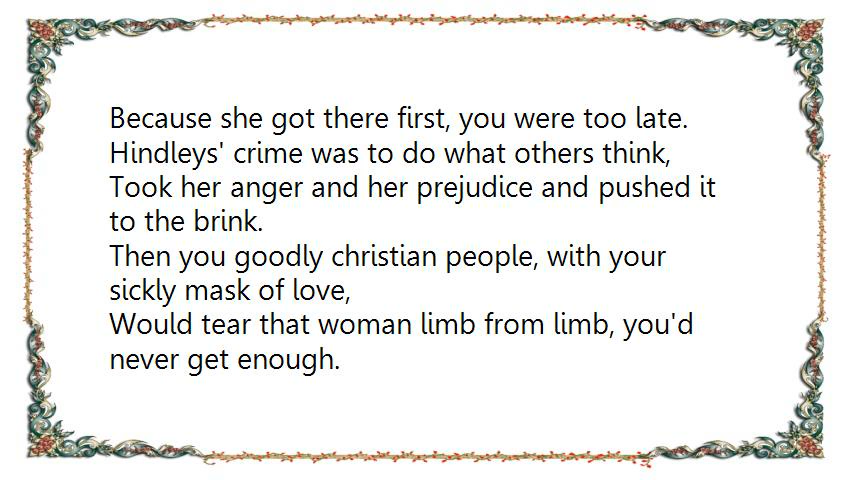 Because she got there first, you were too late.
Hindleys' crime was to do what others think,
Took her anger and her prejudice and pushed it
to the brink.
Then you goodly christian people, with your
sickly mask of love,
Would tear that woman limb from limb, you'd
never get enough.